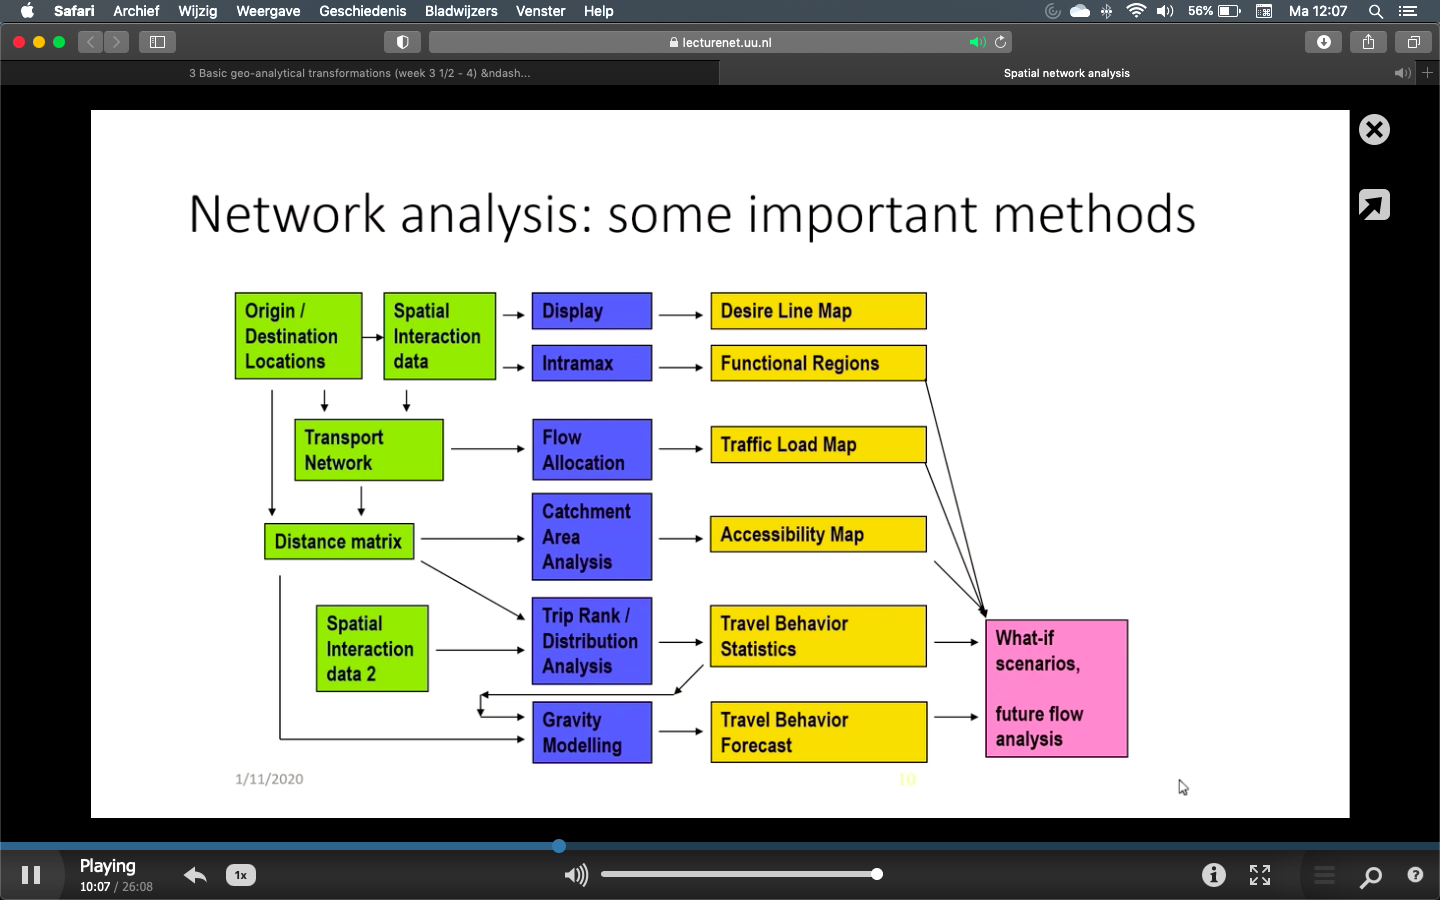 Safari Archief Wijzig Weergave Geschiedenis Bladwijzers Venster Help 56% Ma 12:07
lecturenet.uu.nl
3 Basic geo-analytical transformations (week 3 1/2 - 4) &ndash...
Spatial network analysis
Network analysis: some important methods
Origin /
Destination
Locations
Spatial
Interaction
data
Display
Desire Line Map
Intramax
Functional Regions
Transport
Network
Flow
Allocation
Traffic Load Map
Distance matrix
Catchment
Area
Analysis
Accessibility Map
Spatial
Interaction
data 2
Trip Rank /
Distribution
Analysis
Travel Behavior
Statistics
Gravity
Modelling
Travel Behavior
Forecast
What-if
scenarios,
future flow
analysis
1/11/2020
10
Playing
10:07 / 26:08
1x